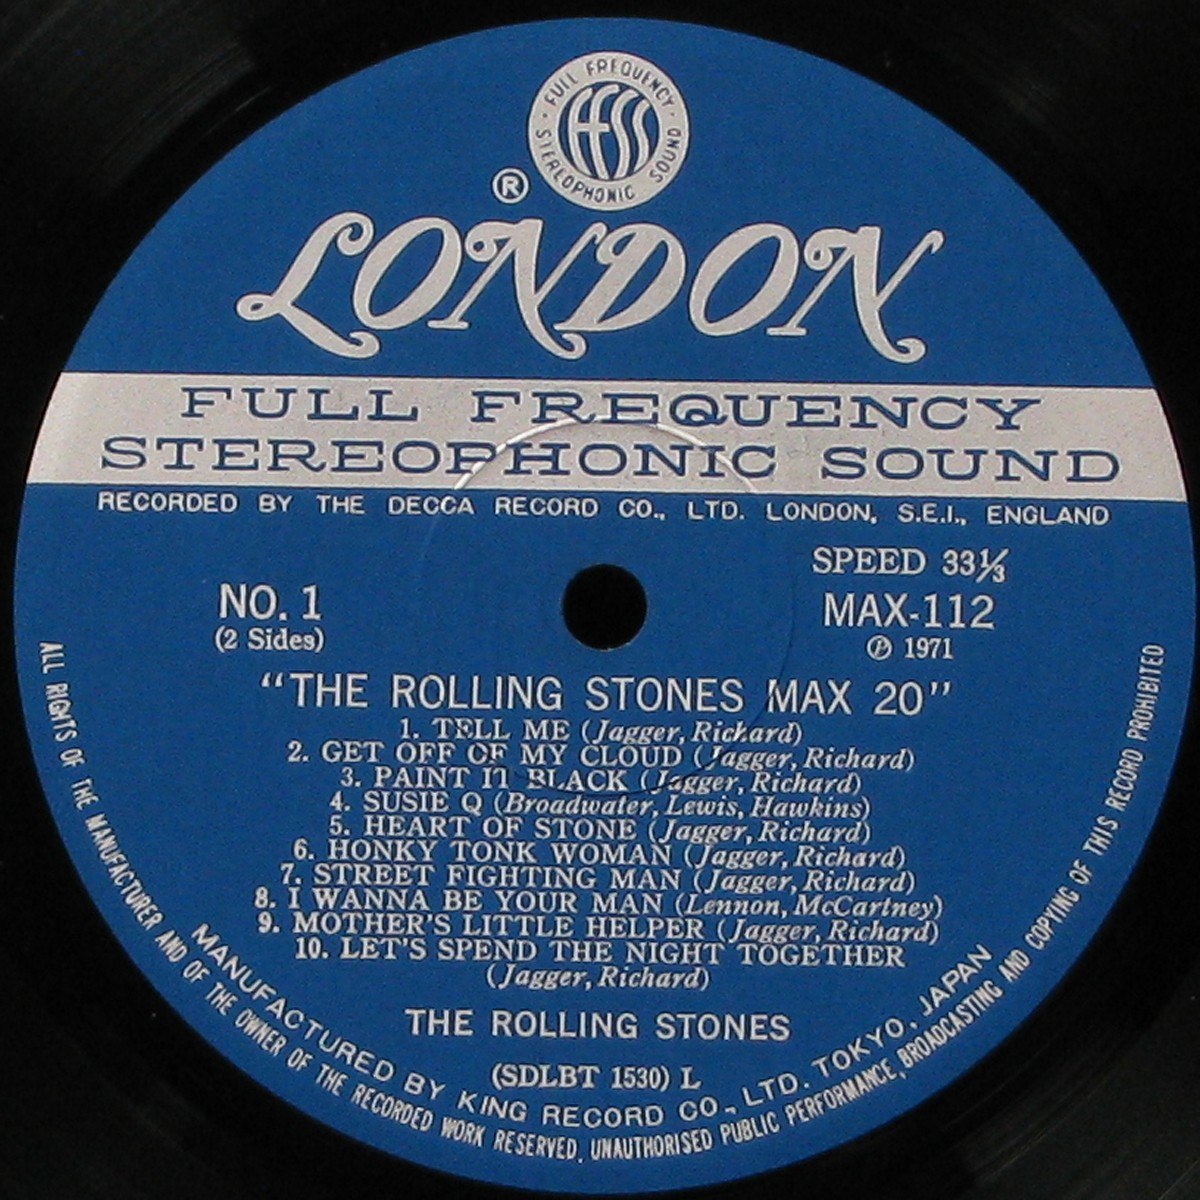 · FULL FREQUENCY ·
STEREOPHONIC SOUND
ffss
®
LONDON
FULL FREQUENCY
STEREOPHONIC SOUND
RECORDED BY THE DECCA RECORD CO., LTD. LONDON, S.E.I., ENGLAND
SPEED 33⅓
NO. 1
MAX-112
(2 Sides)
℗ 1971
"THE ROLLING STONES MAX 20"
1. TELL ME (Jagger, Richard)
2. GET OFF OF MY CLOUD (Jagger, Richard)
3. PAINT IT BLACK (Jagger, Richard)
4. SUSIE Q (Broadwater, Lewis, Hawkins)
5. HEART OF STONE (Jagger, Richard)
6. HONKY TONK WOMAN (Jagger, Richard)
7. STREET FIGHTING MAN (Jagger, Richard)
8. I WANNA BE YOUR MAN (Lennon, McCartney)
9. MOTHER'S LITTLE HELPER (Jagger, Richard)
10. LET'S SPEND THE NIGHT TOGETHER
(Jagger, Richard)
THE ROLLING STONES
(SDLBT 1530) L
MANUFACTURED BY KING RECORD CO., LTD. TOKYO, JAPAN
ALL RIGHTS OF THE MANUFACTURER AND OF THE OWNER OF THE RECORDED WORK RESERVED. UNAUTHORISED PUBLIC PERFORMANCE, BROADCASTING AND COPYING OF THIS RECORD PROHIBITED